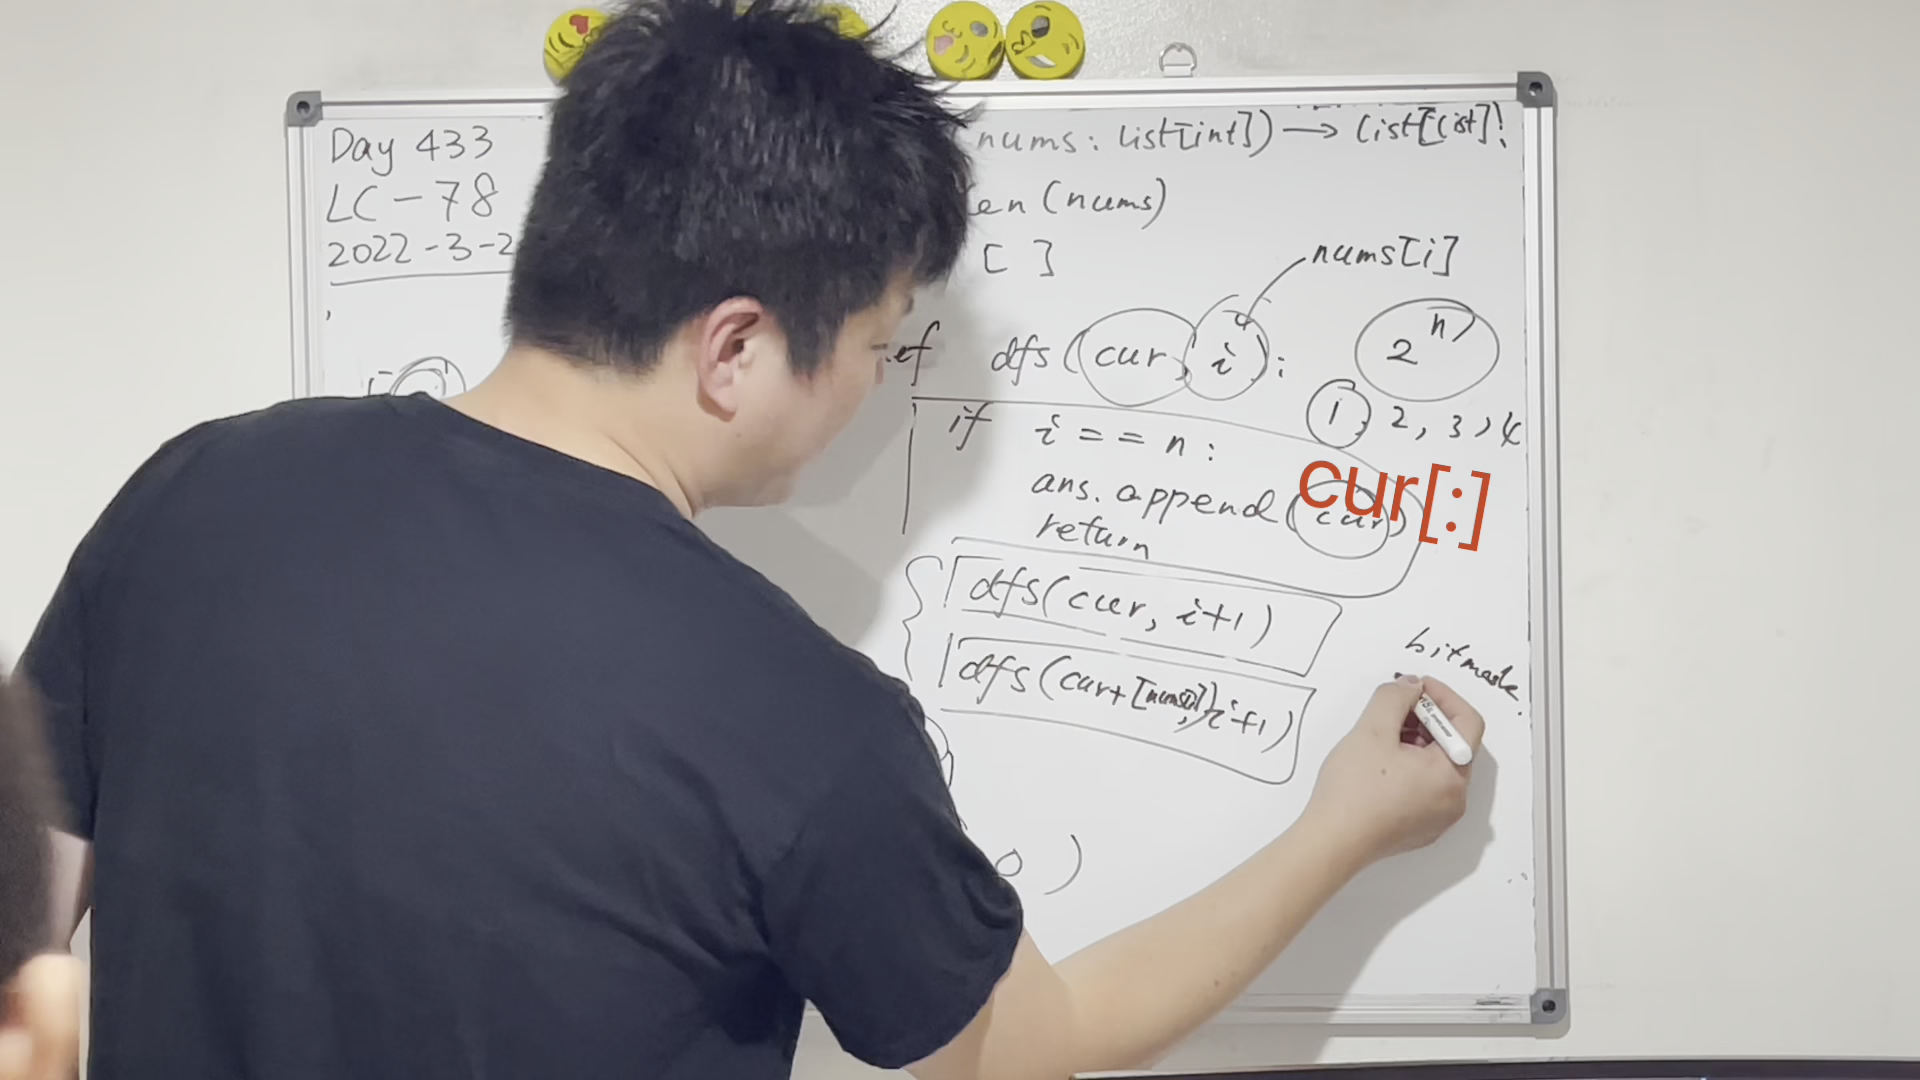 Day 433
LC-78
2022-3-2
nums: List[int]) → List[List]:
en(nums)
[ ]
nums[i]
ef dfs(cur, i):
2^n
1, 2, 3, 4
if i == n:
cur[:]
ans.append(cur)
return
dfs(cur, i+1)
dfs(cur+[nums[i]], i+1)
bitmask.
0 )